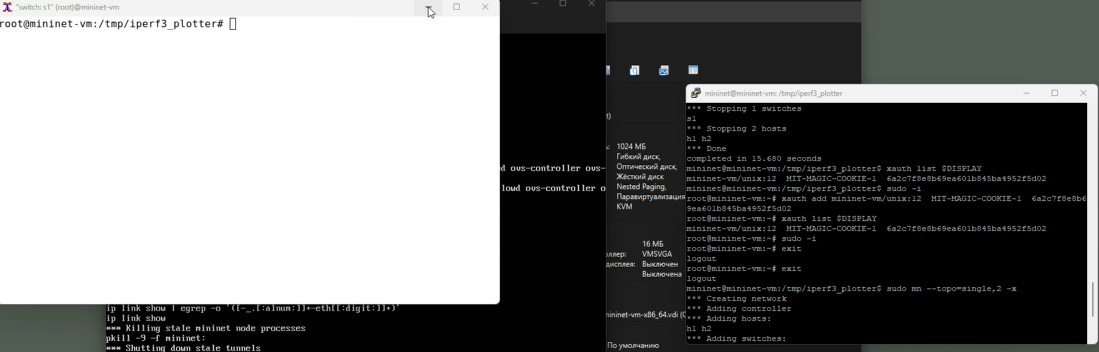 "switch: s1" (root)@mininet-vm
root@mininet-vm:/tmp/iperf3_plotter#
d ovs-controller ovs-
lowd ovs-controller o
ip link show | egrep -o '([-_.[:alnum:]]+-eth[[:digit:]]+)'
ip link show
*** Killing stale mininet node processes
pkill -9 -f mininet:
*** Shutting down stale tunnels
1024 МБ
Гибкий диск,
Оптический диск,
Жёсткий диск
Nested Paging,
Паравиртуализация
KVM
16 МБ
оллер: VMSVGA
дисплея: Выключен
Выключена
mininet-vm-x86_64.vdi (С
По умолчанию
mininet@mininet-vm: /tmp/iperf3_plotter
*** Stopping 1 switches
s1
*** Stopping 2 hosts
h1 h2
*** Done
completed in 15.680 seconds
mininet@mininet-vm:/tmp/iperf3_plotter$ xauth list $DISPLAY
mininet-vm/unix:12  MIT-MAGIC-COOKIE-1  6a2c7f8e8b69ea601b845ba4952f5d02
mininet@mininet-vm:/tmp/iperf3_plotter$ sudo -i
root@mininet-vm:~# xauth add mininet-vm/unix:12  MIT-MAGIC-COOKIE-1  6a2c7f8e8b6
9ea601b845ba4952f5d02
root@mininet-vm:~# xauth list $DISPLAY
mininet-vm/unix:12  MIT-MAGIC-COOKIE-1  6a2c7f8e8b69ea601b845ba4952f5d02
root@mininet-vm:~# sudo -i
root@mininet-vm:~# exit
logout
root@mininet-vm:~# exit
logout
mininet@mininet-vm:/tmp/iperf3_plotter$ sudo mn --topo=single,2 -x
*** Creating network
*** Adding controller
*** Adding hosts:
h1 h2
*** Adding switches: